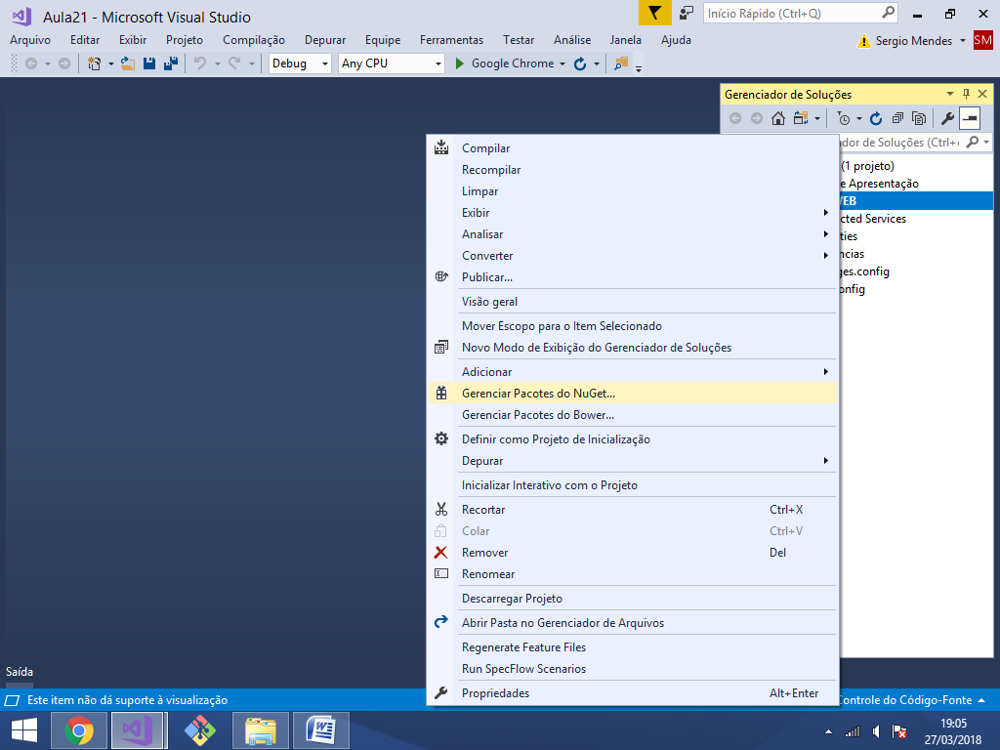 Aula21 - Microsoft Visual Studio
Início Rápido (Ctrl+Q)
Arquivo Editar Exibir Projeto Compilação Depurar Equipe Ferramentas Testar Análise Janela Ajuda
Sergio Mendes SM
Debug Any CPU Google Chrome
Gerenciador de Soluções
dor de Soluções (Ctrl+
(1 projeto)
e Apresentação
EB
cted Services
ties
ncias
ges.config
onfig
Compilar
Recompilar
Limpar
Exibir
Analisar
Converter
Publicar...
Visão geral
Mover Escopo para o Item Selecionado
Novo Modo de Exibição do Gerenciador de Soluções
Adicionar
Gerenciar Pacotes do NuGet...
Gerenciar Pacotes do Bower...
Definir como Projeto de Inicialização
Depurar
Inicializar Interativo com o Projeto
Recortar Ctrl+X
Colar Ctrl+V
Remover Del
Renomear
Descarregar Projeto
Abrir Pasta no Gerenciador de Arquivos
Regenerate Feature Files
Run SpecFlow Scenarios
Propriedades Alt+Enter
Saída
Este item não dá suporte à visualização
Controle do Código-Fonte
19:05
27/03/2018